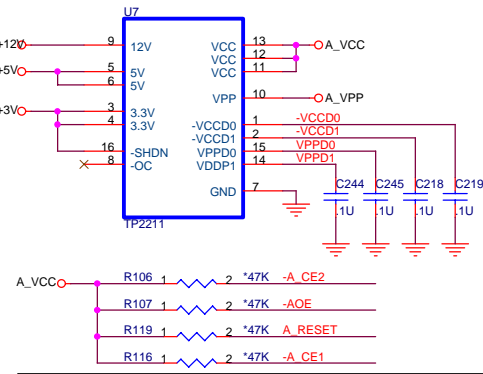 U7
+12V 9 12V VCC 13 A_VCC
VCC 12
+5V 5 5V VCC 11
6 5V
VPP 10 A_VPP
+3V 3 3.3V
4 3.3V -VCCD0 1 -VCCD0
-VCCD1 2 -VCCD1
16 -SHDN VPPD0 15 VPPD0
8 -OC VDDP1 14 VPPD1
GND 7 C244 C245 C218 C219
.1U .1U .1U .1U
TP2211
A_VCC R106 1 2 *47K -A_CE2
R107 1 2 *47K -AOE
R119 1 2 *47K A_RESET
R116 1 2 *47K -A_CE1